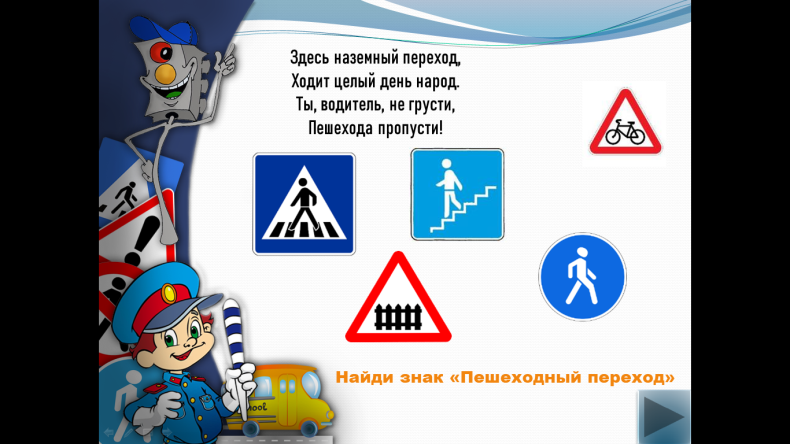 Здесь наземный переход,
Ходит целый день народ.
Ты, водитель, не грусти,
Пешехода пропусти!
Найди знак «Пешеходный переход»